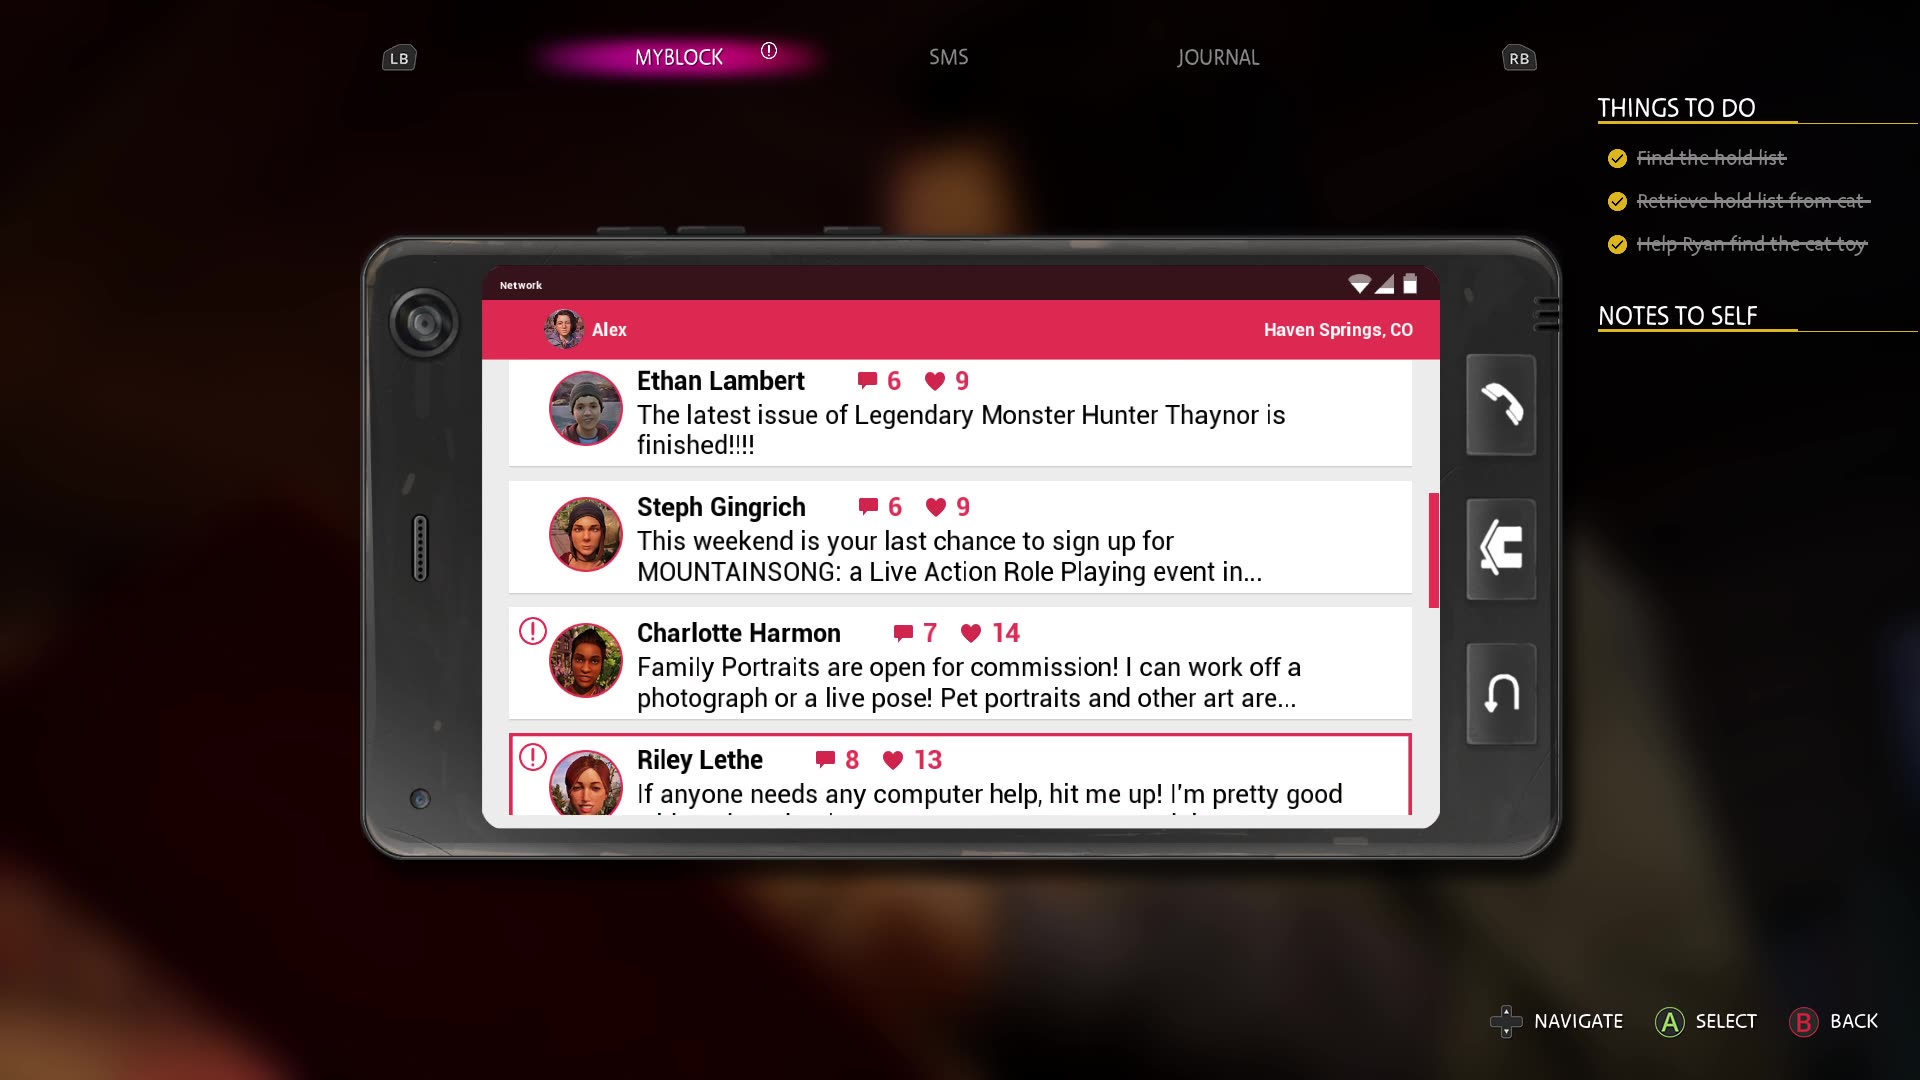 LB
MYBLOCK
SMS
JOURNAL
RB
THINGS TO DO
Find the hold list
Retrieve hold list from cat
Help Ryan find the cat toy
NOTES TO SELF
Network
Alex
Haven Springs, CO
Ethan Lambert 6 9
The latest issue of Legendary Monster Hunter Thaynor is
finished!!!!
Steph Gingrich 6 9
This weekend is your last chance to sign up for
MOUNTAINSONG: a Live Action Role Playing event in...
Charlotte Harmon 7 14
Family Portraits are open for commission! I can work off a
photograph or a live pose! Pet portraits and other art are...
Riley Lethe 8 13
If anyone needs any computer help, hit me up! I'm pretty good
NAVIGATE
A SELECT
B BACK